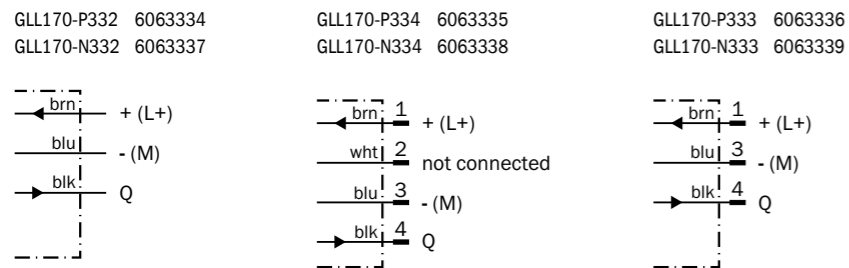 GLL170-P332 6063334
GLL170-N332 6063337
brn + (L+)
blu - (M)
blk Q
GLL170-P334 6063335
GLL170-N334 6063338
brn 1 + (L+)
wht 2 not connected
blu 3 - (M)
blk 4 Q
GLL170-P333 6063336
GLL170-N333 6063339
brn 1 + (L+)
blu 3 - (M)
blk 4 Q